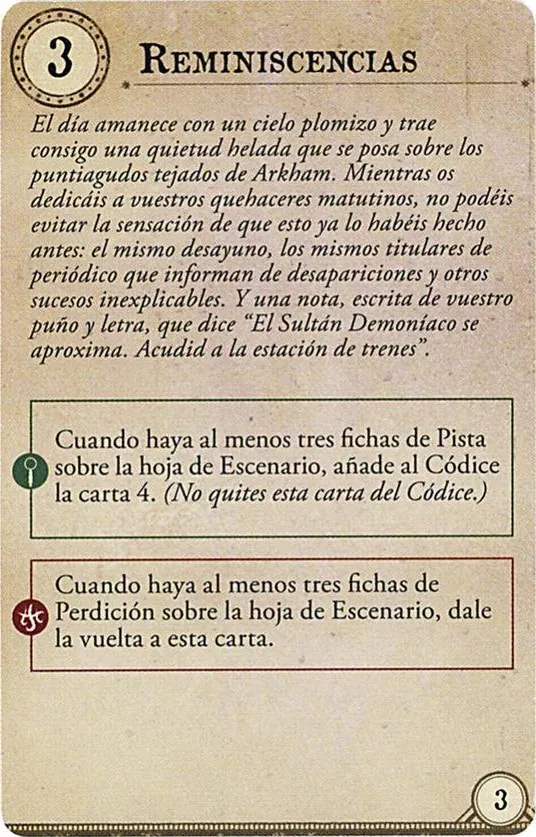 3
REMINISCENCIAS
El día amanece con un cielo plomizo y trae
consigo una quietud helada que se posa sobre los
puntiagudos tejados de Arkham. Mientras os
dedicáis a vuestros quehaceres matutinos, no podéis
evitar la sensación de que esto ya lo habéis hecho
antes: el mismo desayuno, los mismos titulares de
periódico que informan de desapariciones y otros
sucesos inexplicables. Y una nota, escrita de vuestro
puño y letra, que dice “El Sultán Demoníaco se
aproxima. Acudid a la estación de trenes”.
Cuando haya al menos tres fichas de Pista
sobre la hoja de Escenario, añade al Códice
la carta 4. (No quites esta carta del Códice.)
Cuando haya al menos tres fichas de
Perdición sobre la hoja de Escenario, dale
la vuelta a esta carta.
3